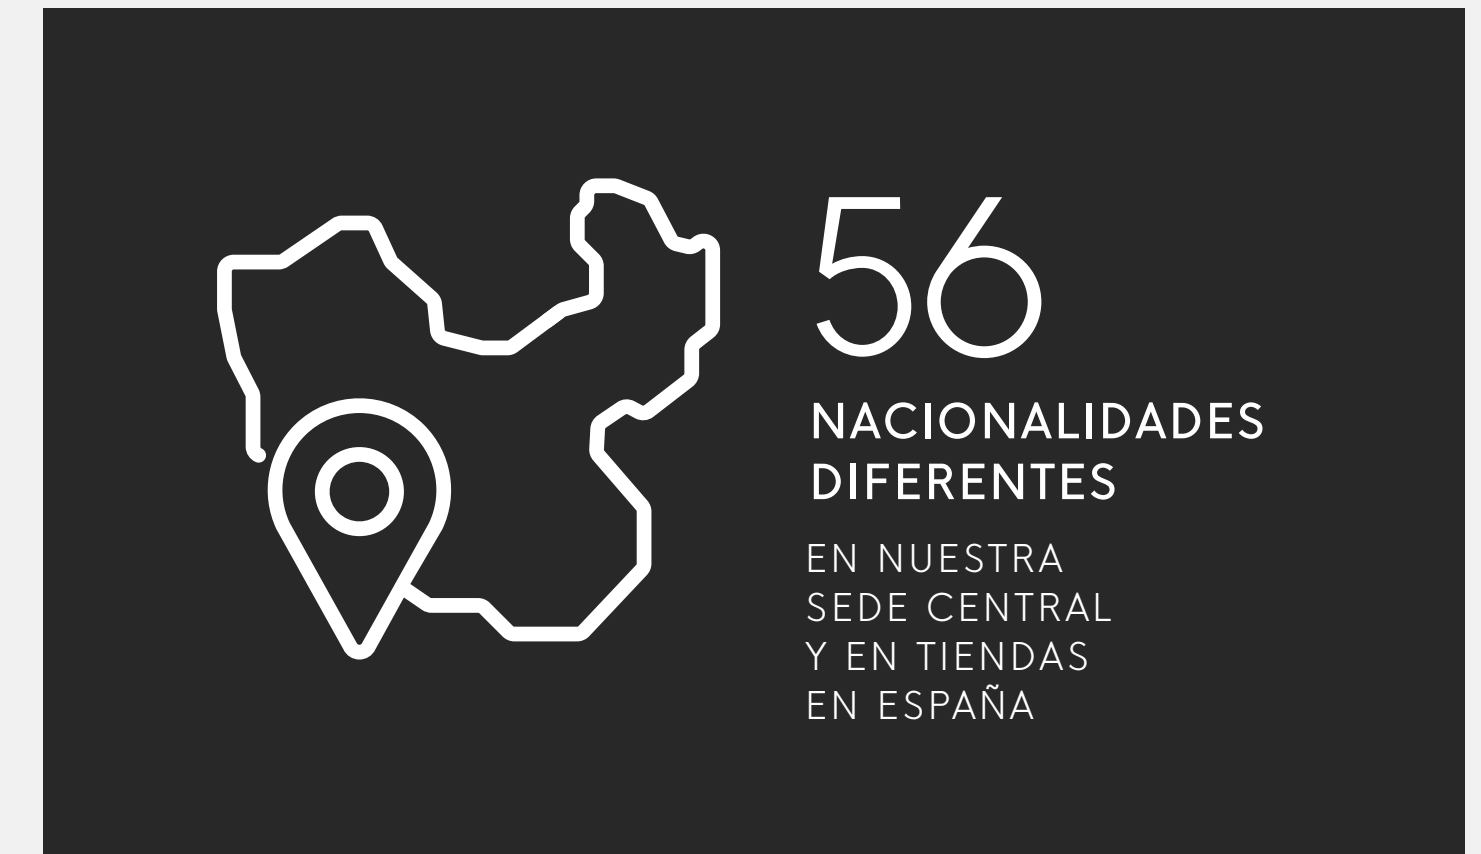 56
NACIONALIDADES
DIFERENTES
EN NUESTRA
SEDE CENTRAL
Y EN TIENDAS
EN ESPAÑA